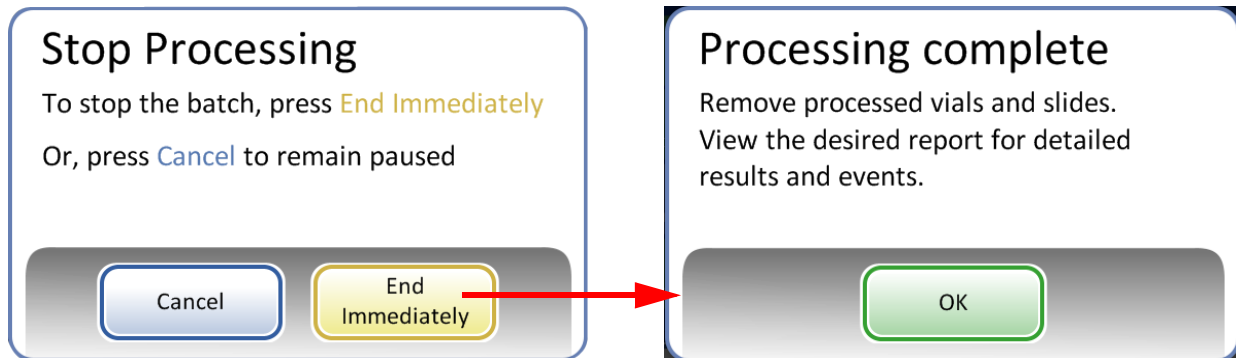 Stop Processing
To stop the batch, press End Immediately
Or, press Cancel to remain paused
Cancel
End
Immediately
Processing complete
Remove processed vials and slides.
View the desired report for detailed
results and events.
OK